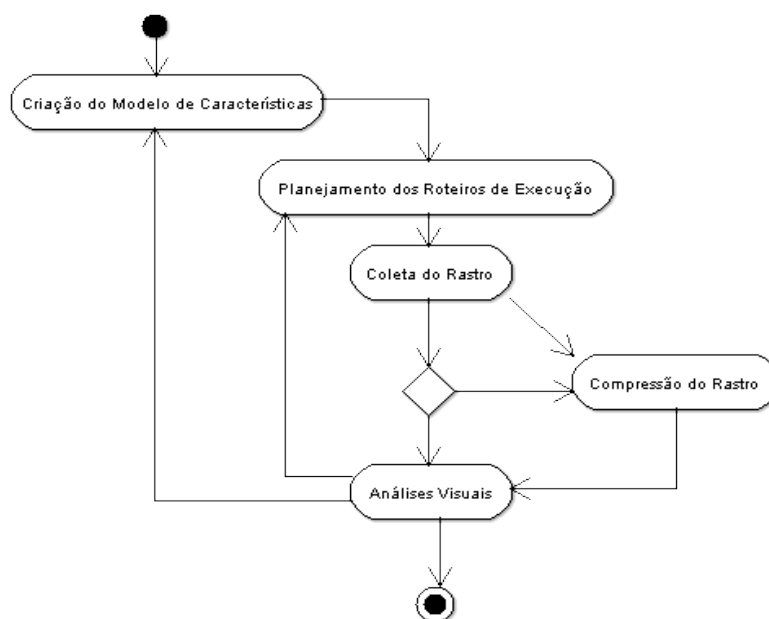 Criação do Modelo de Características
Planejamento dos Roteiros de Execução
Coleta do Rastro
Compressão do Rastro
Análises Visuais